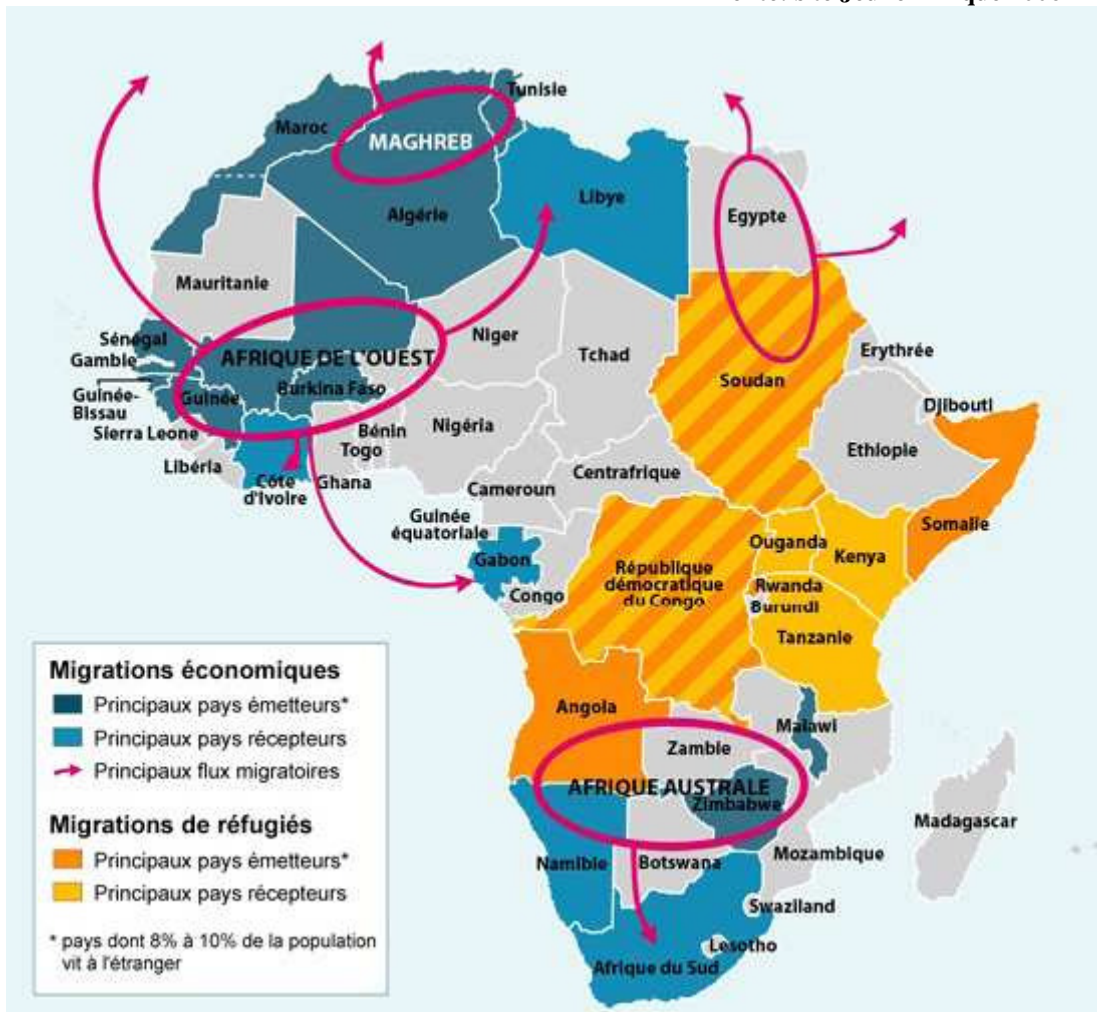 Tunisie
Maroc
MAGHREB
Algérie
Libye
Egypte
Mauritanie
Sénégal
Gambie
Guinée-
Bissau
Guinée
AFRIQUE DE L'OUEST
Burkina Faso
Niger
Tchad
Soudan
Erythrée
Djibouti
Sierra Leone
Libéria
Côte
d'Ivoire
Ghana
Togo
Bénin
Nigéria
Cameroun
Centrafrique
Ethiopie
Somalie
Guinée
équatoriale
Gabon
Congo
République
démocratique
du Congo
Ouganda
Kenya
Rwanda
Burundi
Tanzanie
Angola
Zambie
Malawi
AFRIQUE AUSTRALE
Zimbabwe
Namibie
Botswana
Mozambique
Madagascar
Swaziland
Lesotho
Afrique du Sud
Migrations économiques
Principaux pays émetteurs*
Principaux pays récepteurs
Principaux flux migratoires
Migrations de réfugiés
Principaux pays émetteurs*
Principaux pays récepteurs
* pays dont 8% à 10% de la population
vit à l'étranger